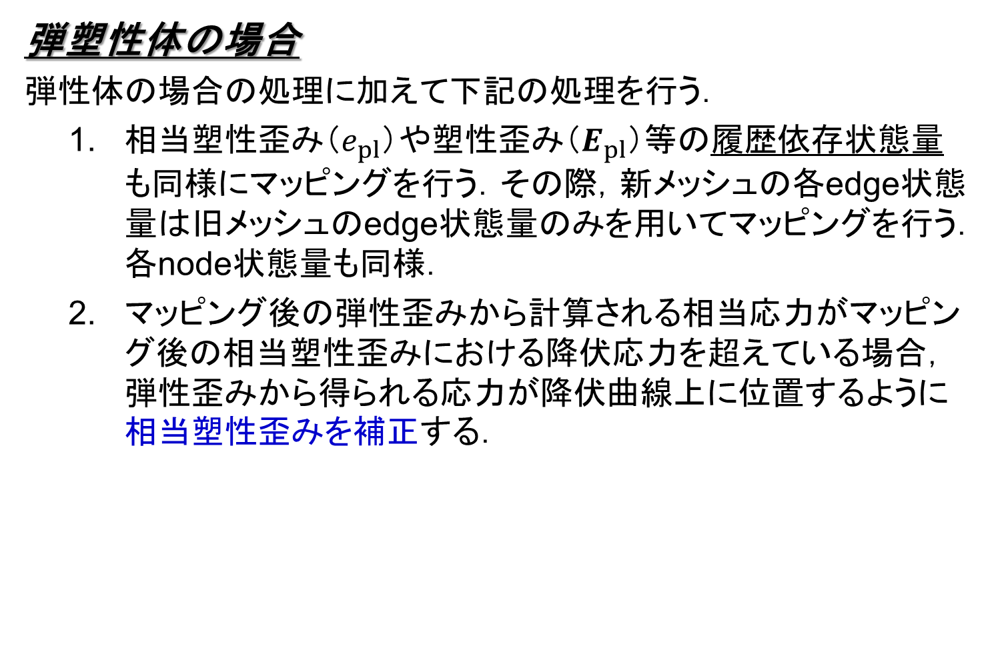 弾塑性体の場合
弾性体の場合の処理に加えて下記の処理を行う.
1. 相当塑性歪み（𝑒pl）や塑性歪み（𝑬pl）等の履歴依存状態量
も同様にマッピングを行う．その際，新メッシュの各edge状態
量は旧メッシュのedge状態量のみを用いてマッピングを行う.
各node状態量も同様.
2. マッピング後の弾性歪みから計算される相当応力がマッピン
グ後の相当塑性歪みにおける降伏応力を超えている場合，
弾性歪みから得られる応力が降伏曲線上に位置するように
相当塑性歪みを補正する.